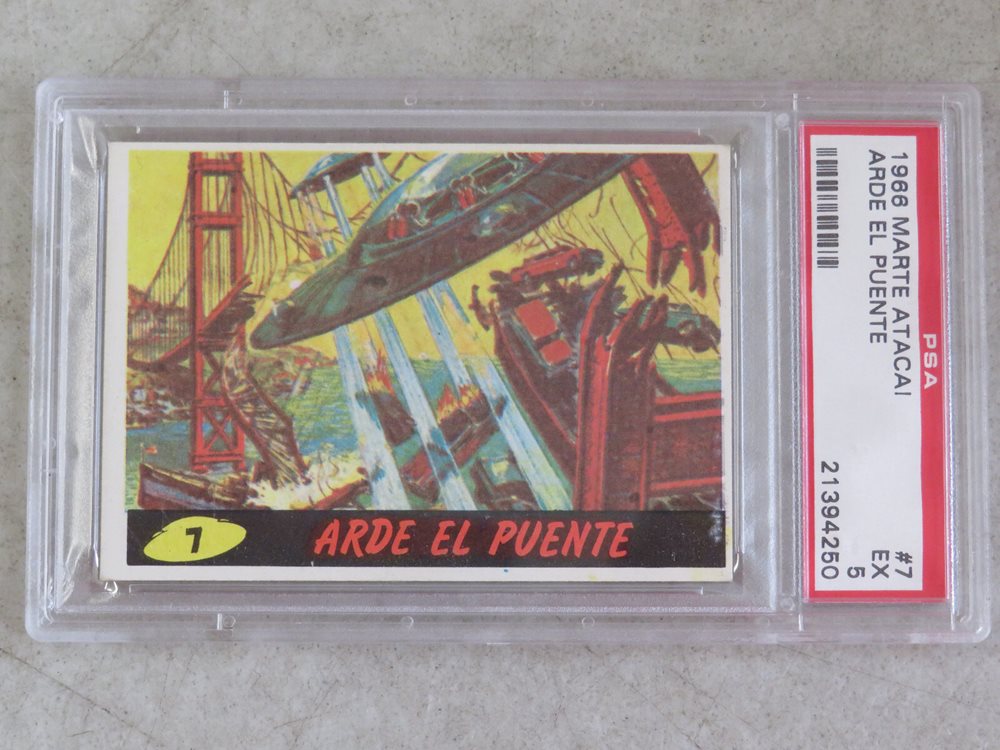 7
ARDE EL PUENTE
PSA
1966 MARTE ATACA! #7
ARDE EL PUENTE EX
5
21394250